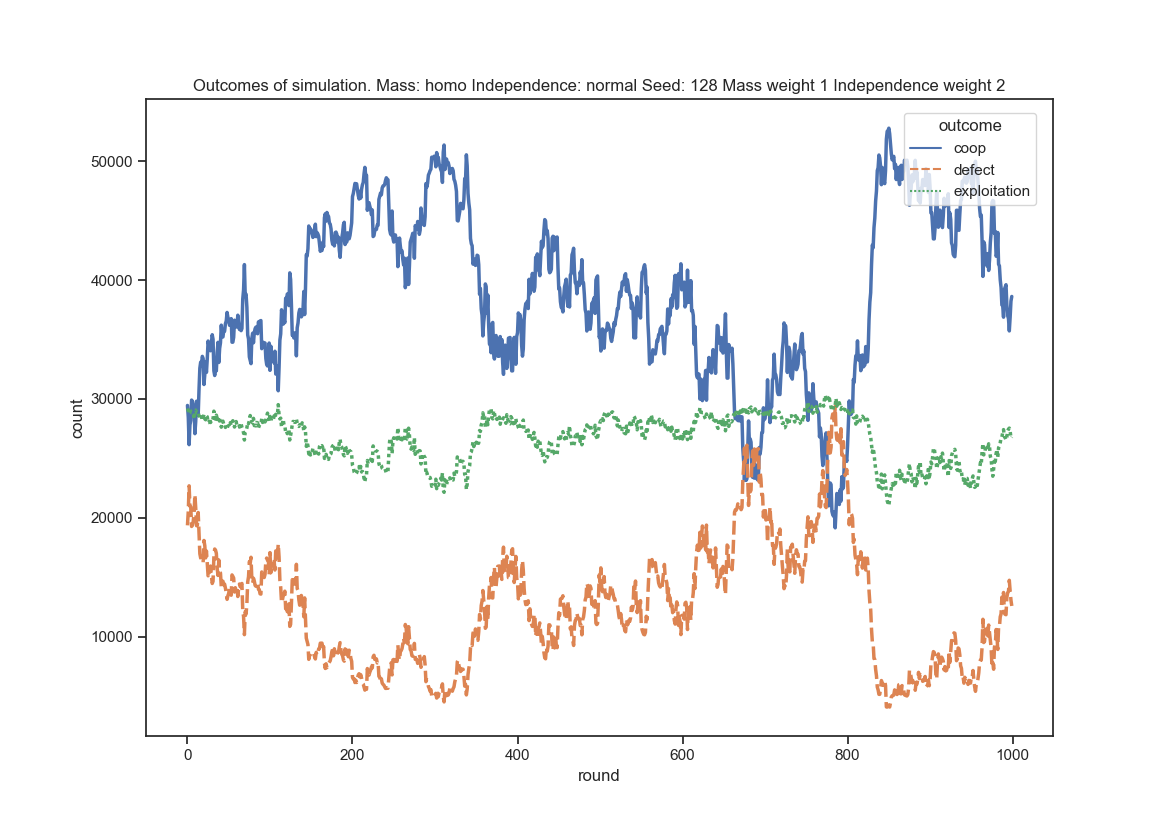 Outcomes of simulation. Mass: homo Independence: normal Seed: 128 Mass weight 1 Independence weight 2
outcome
coop
defect
exploitation
50000
40000
30000
20000
10000
count
0 200 400 600 800 1000
round